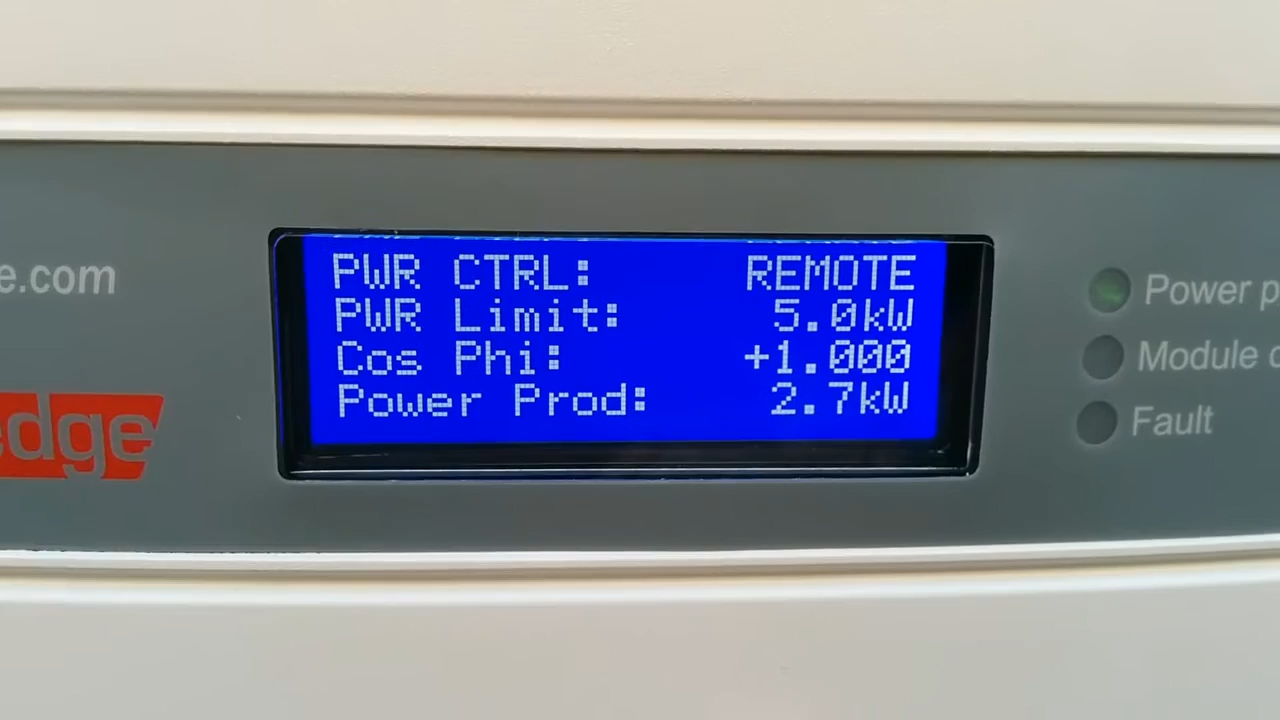 PWR CTRL: REMOTE
PWR Limit: 5.0kW
Cos Phi: +1.000
Power Prod: 2.7kW
e.com
edge
Power p
Module
Fault